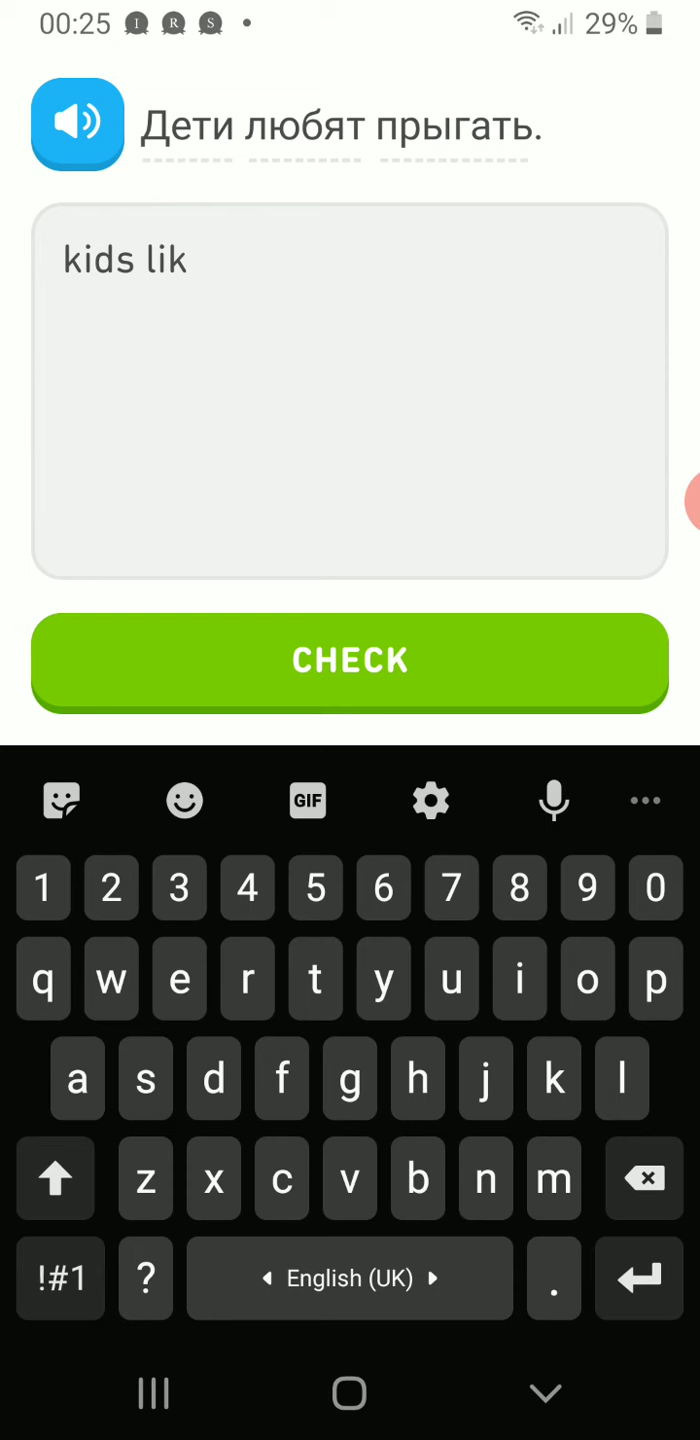 00:25 I R S 29%
Дети любят прыгать.
kids lik
CHECK
GIF
1 2 3 4 5 6 7 8 9 0
q w e r t y u i o p
a s d f g h j k l
z x c v b n m
!#1 ? English (UK) .